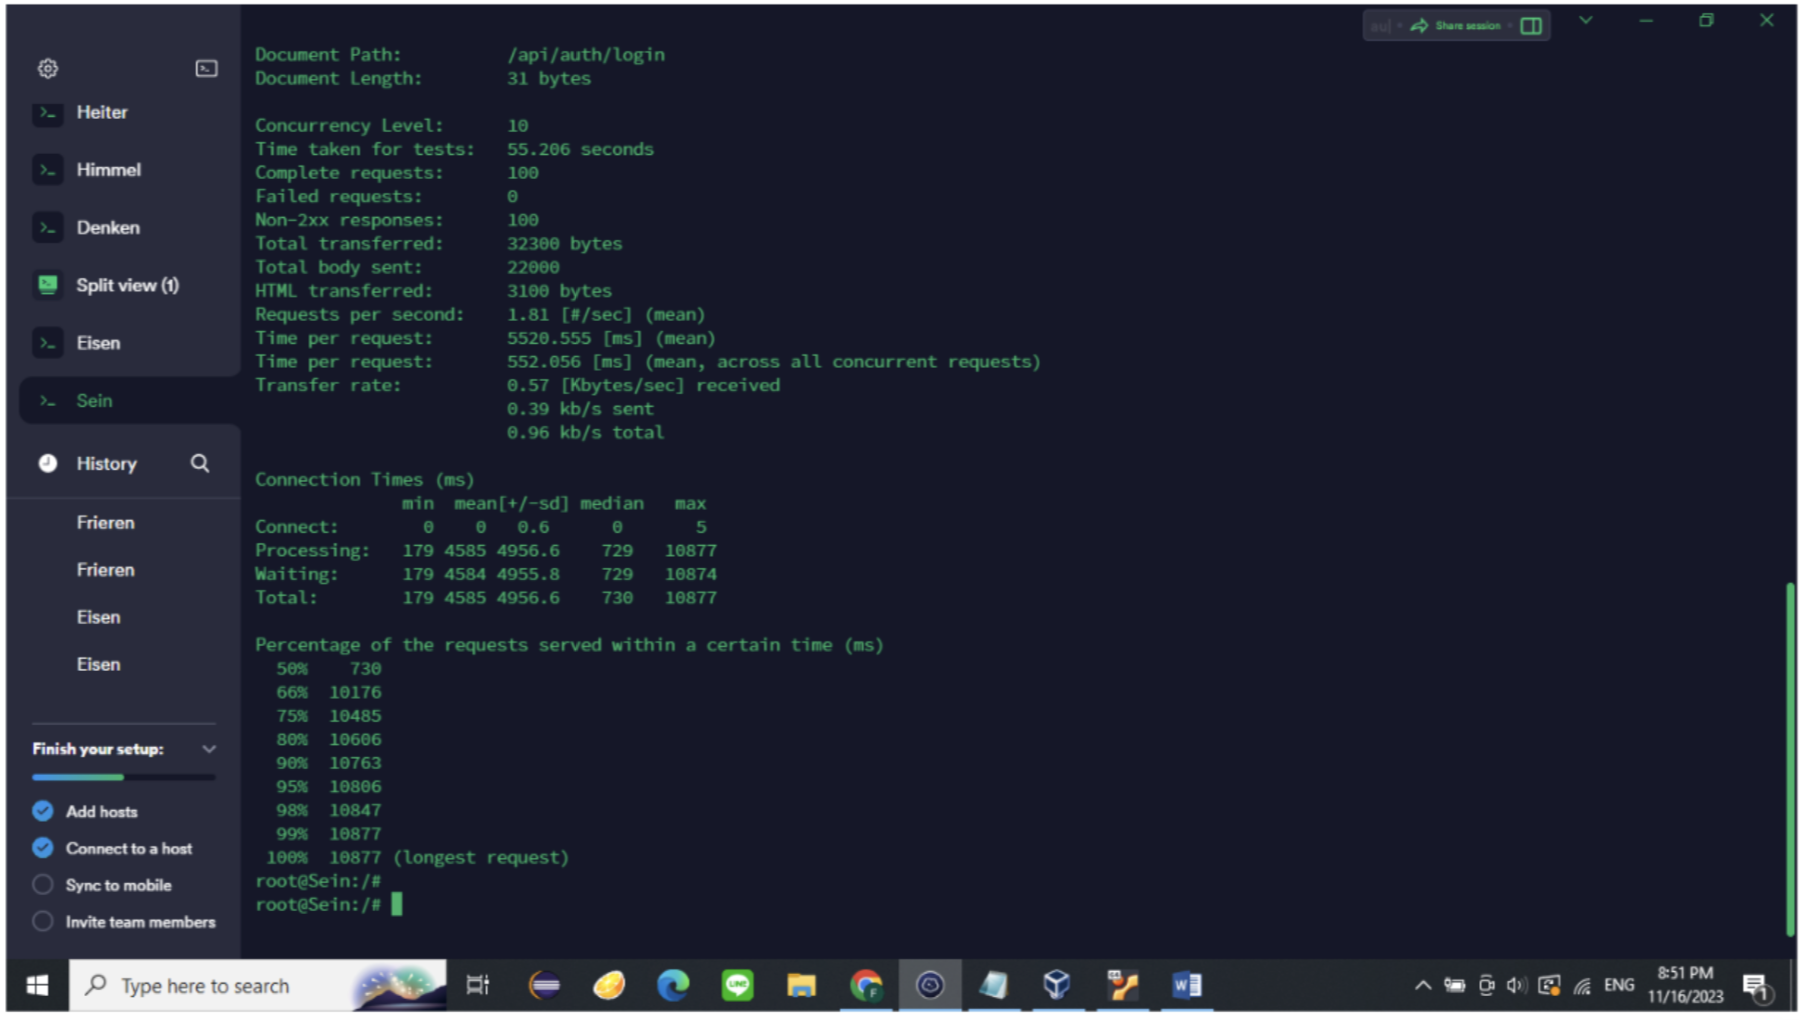 Share session
Heiter
Himmel
Denken
Split view (1)
Eisen
Sein
History
Frieren
Frieren
Eisen
Eisen
Finish your setup:
Add hosts
Connect to a host
Sync to mobile
Invite team members
Document Path:          /api/auth/login
Document Length:        31 bytes
Concurrency Level:      10
Time taken for tests:   55.206 seconds
Complete requests:      100
Failed requests:        0
Non-2xx responses:      100
Total transferred:      32300 bytes
Total body sent:        22000
HTML transferred:       3100 bytes
Requests per second:    1.81 [#/sec] (mean)
Time per request:       5520.555 [ms] (mean)
Time per request:       552.056 [ms] (mean, across all concurrent requests)
Transfer rate:          0.57 [Kbytes/sec] received
                        0.39 kb/s sent
                        0.96 kb/s total
Connection Times (ms)
              min  mean[+/-sd] median   max
Connect:        0    0   0.6      0       5
Processing:   179 4585 4956.6    729   10877
Waiting:      179 4584 4955.8    729   10874
Total:        179 4585 4956.6    730   10877
Percentage of the requests served within a certain time (ms)
  50%    730
  66%  10176
  75%  10485
  80%  10606
  90%  10763
  95%  10806
  98%  10847
  99%  10877
 100%  10877 (longest request)
root@Sein:/#
root@Sein:/#
Type here to search
LINE
F
ENG
8:51 PM
11/16/2023
1